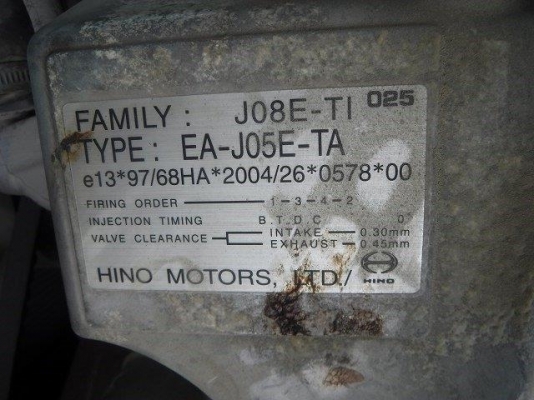 FAMILY : J08E-TI 025
TYPE : EA-J05E-TA
e13*97/68HA*2004/26*0578*00
FIRING ORDER 1-3-4-2
INJECTION TIMING B.T.D.C 0°
VALVE CLEARANCE INTAKE 0.30mm
EXHAUST 0.45mm
HINO MOTORS, LTD./ HINO